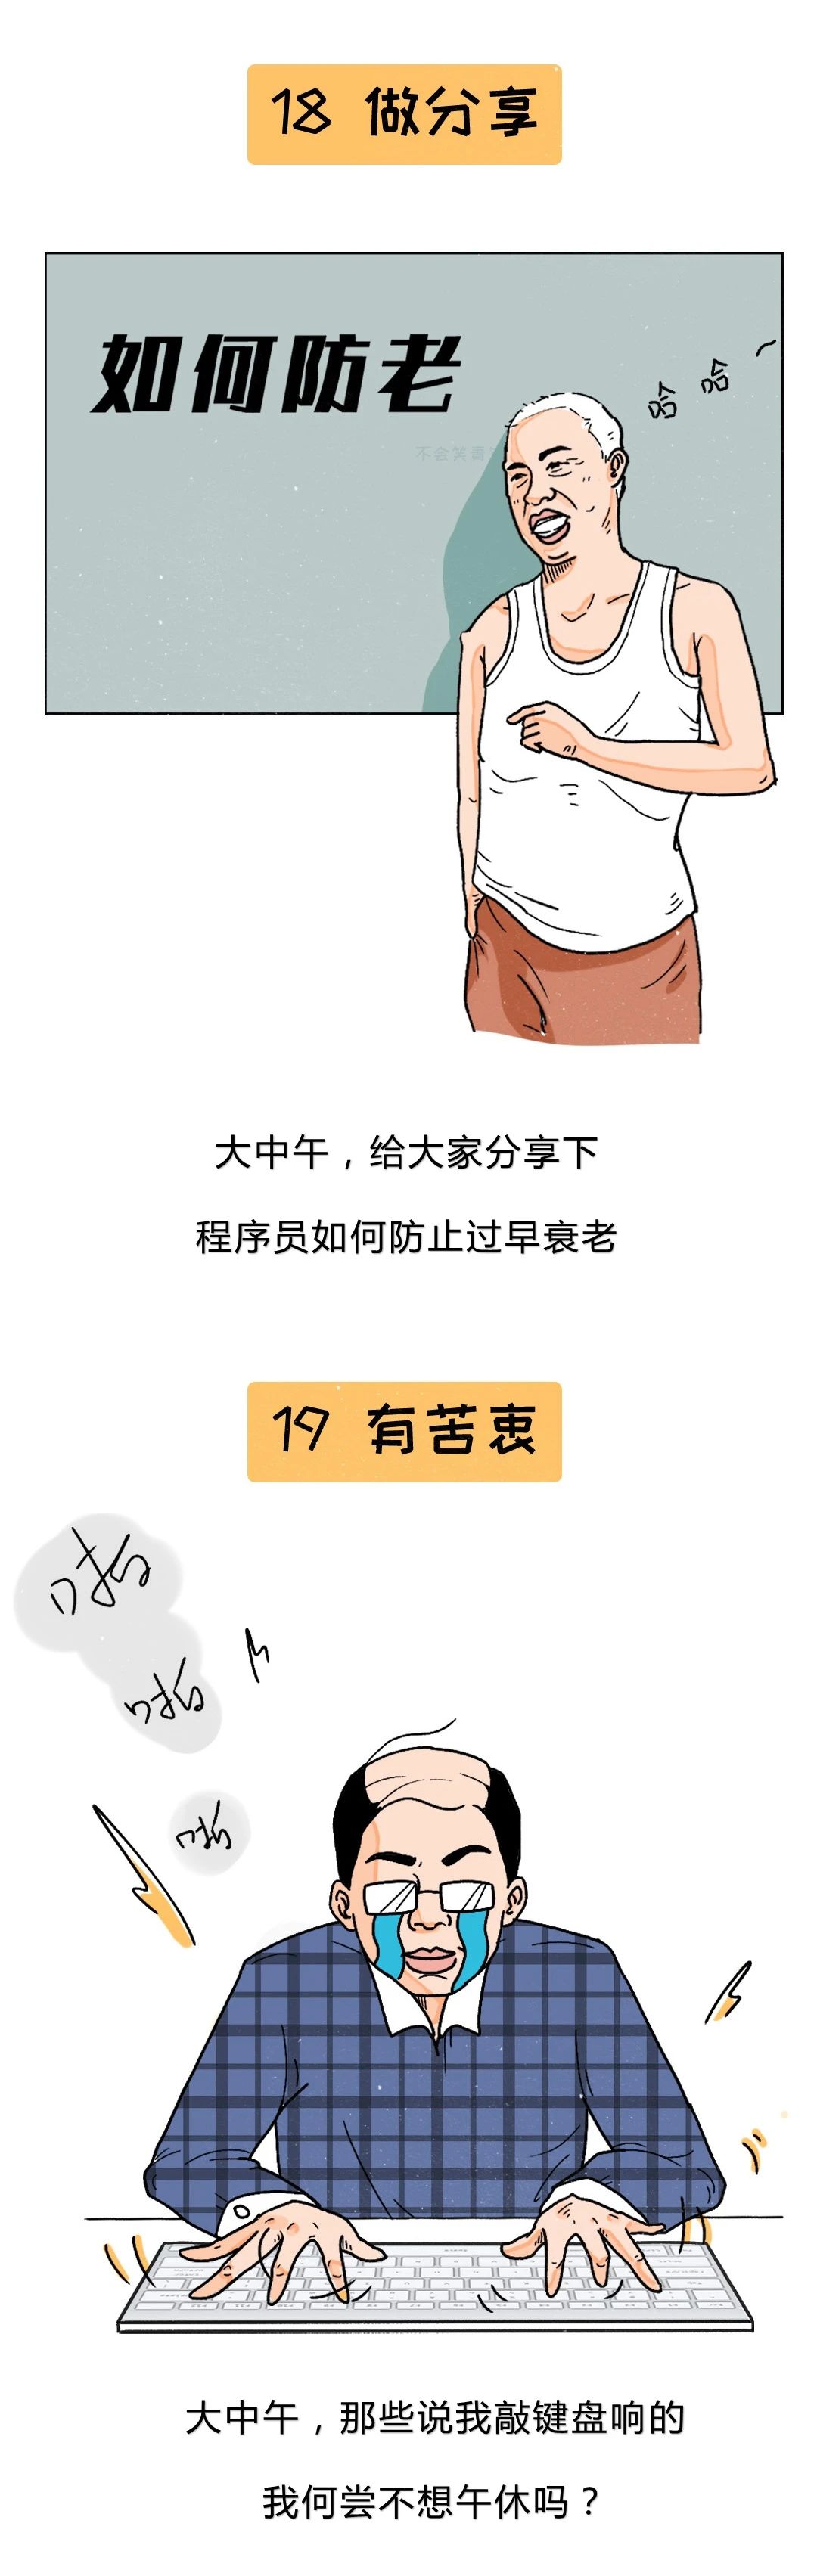 18 做分享
如何防老
哈 哈 ~
不会笑青年
大中午，给大家分享下
程序员如何防止过早衰老
19 有苦衷
啪
啪
啪
大中午，那些说我敲键盘响的
我何尝不想午休吗？